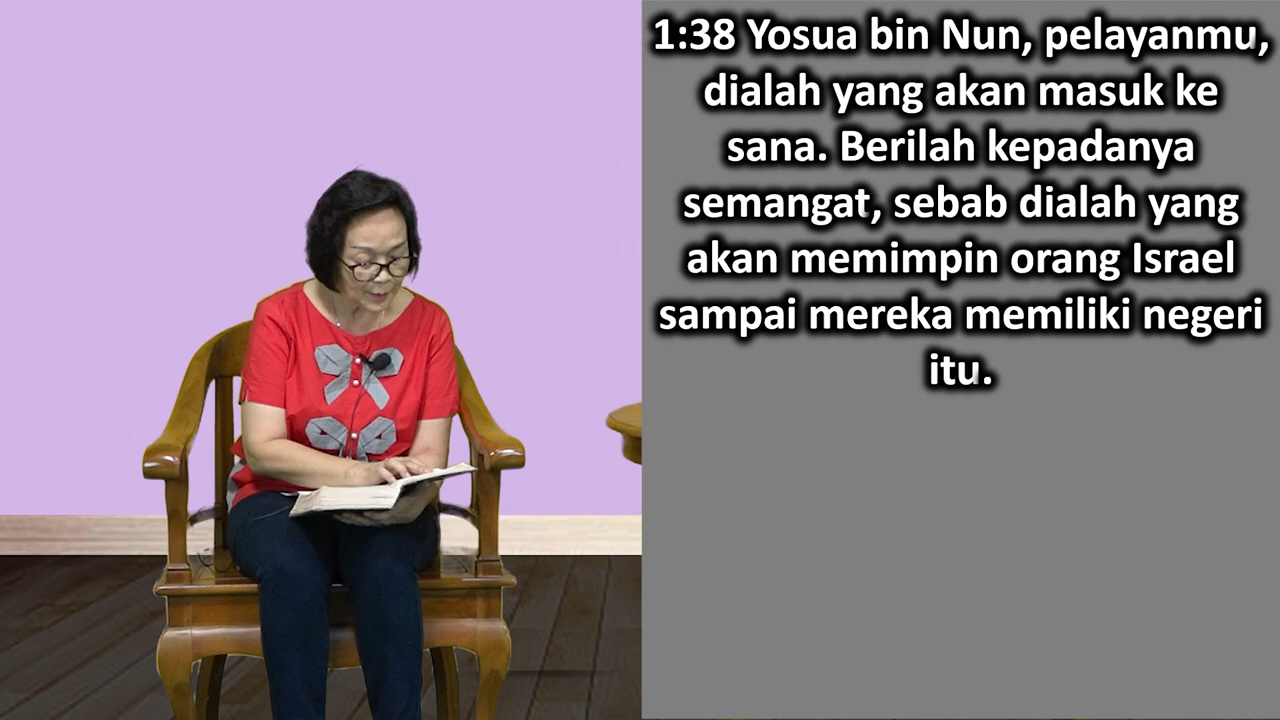 1:38 Yosua bin Nun, pelayanmu,
dialah yang akan masuk ke
sana. Berilah kepadanya
semangat, sebab dialah yang
akan memimpin orang Israel
sampai mereka memiliki negeri
itu.